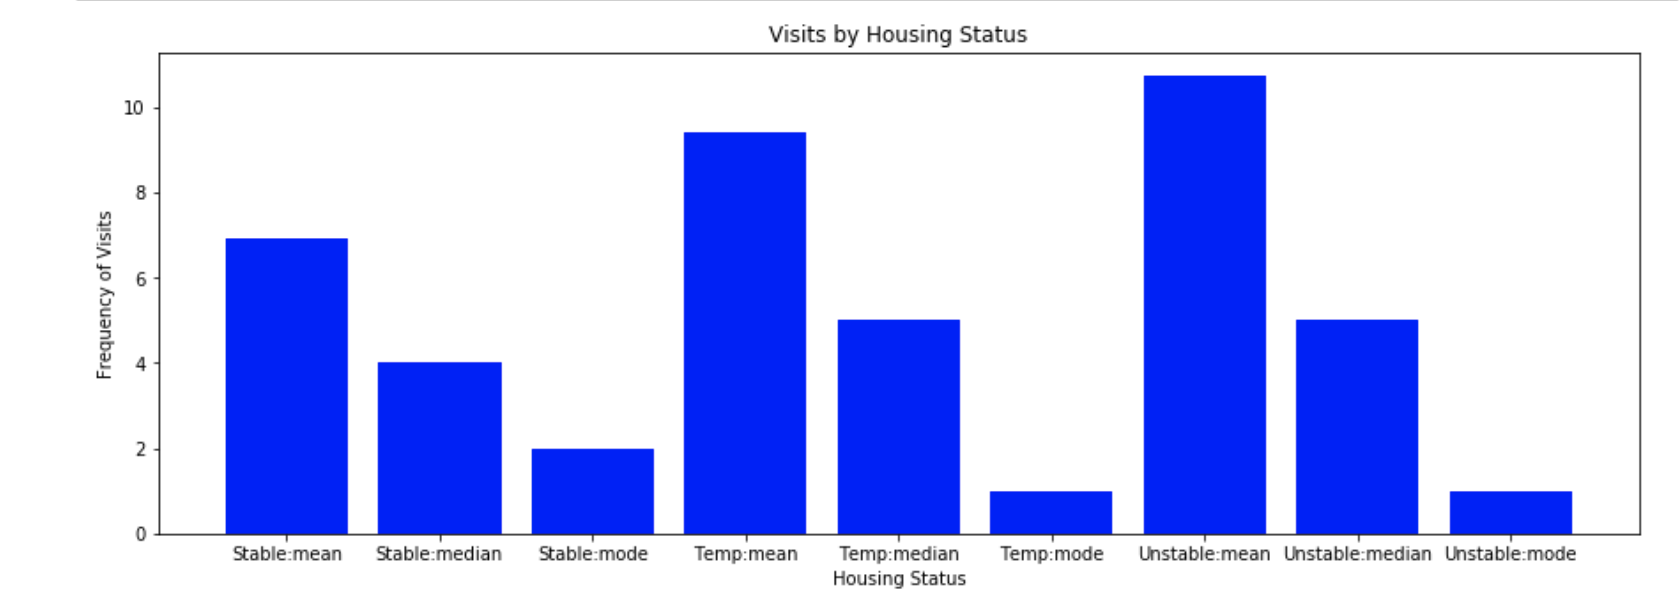 Visits by Housing Status
Frequency of Visits
10
8
6
4
2
0
Stable:mean Stable:median Stable:mode Temp:mean Temp:median Temp:mode Unstable:mean Unstable:median Unstable:mode
Housing Status